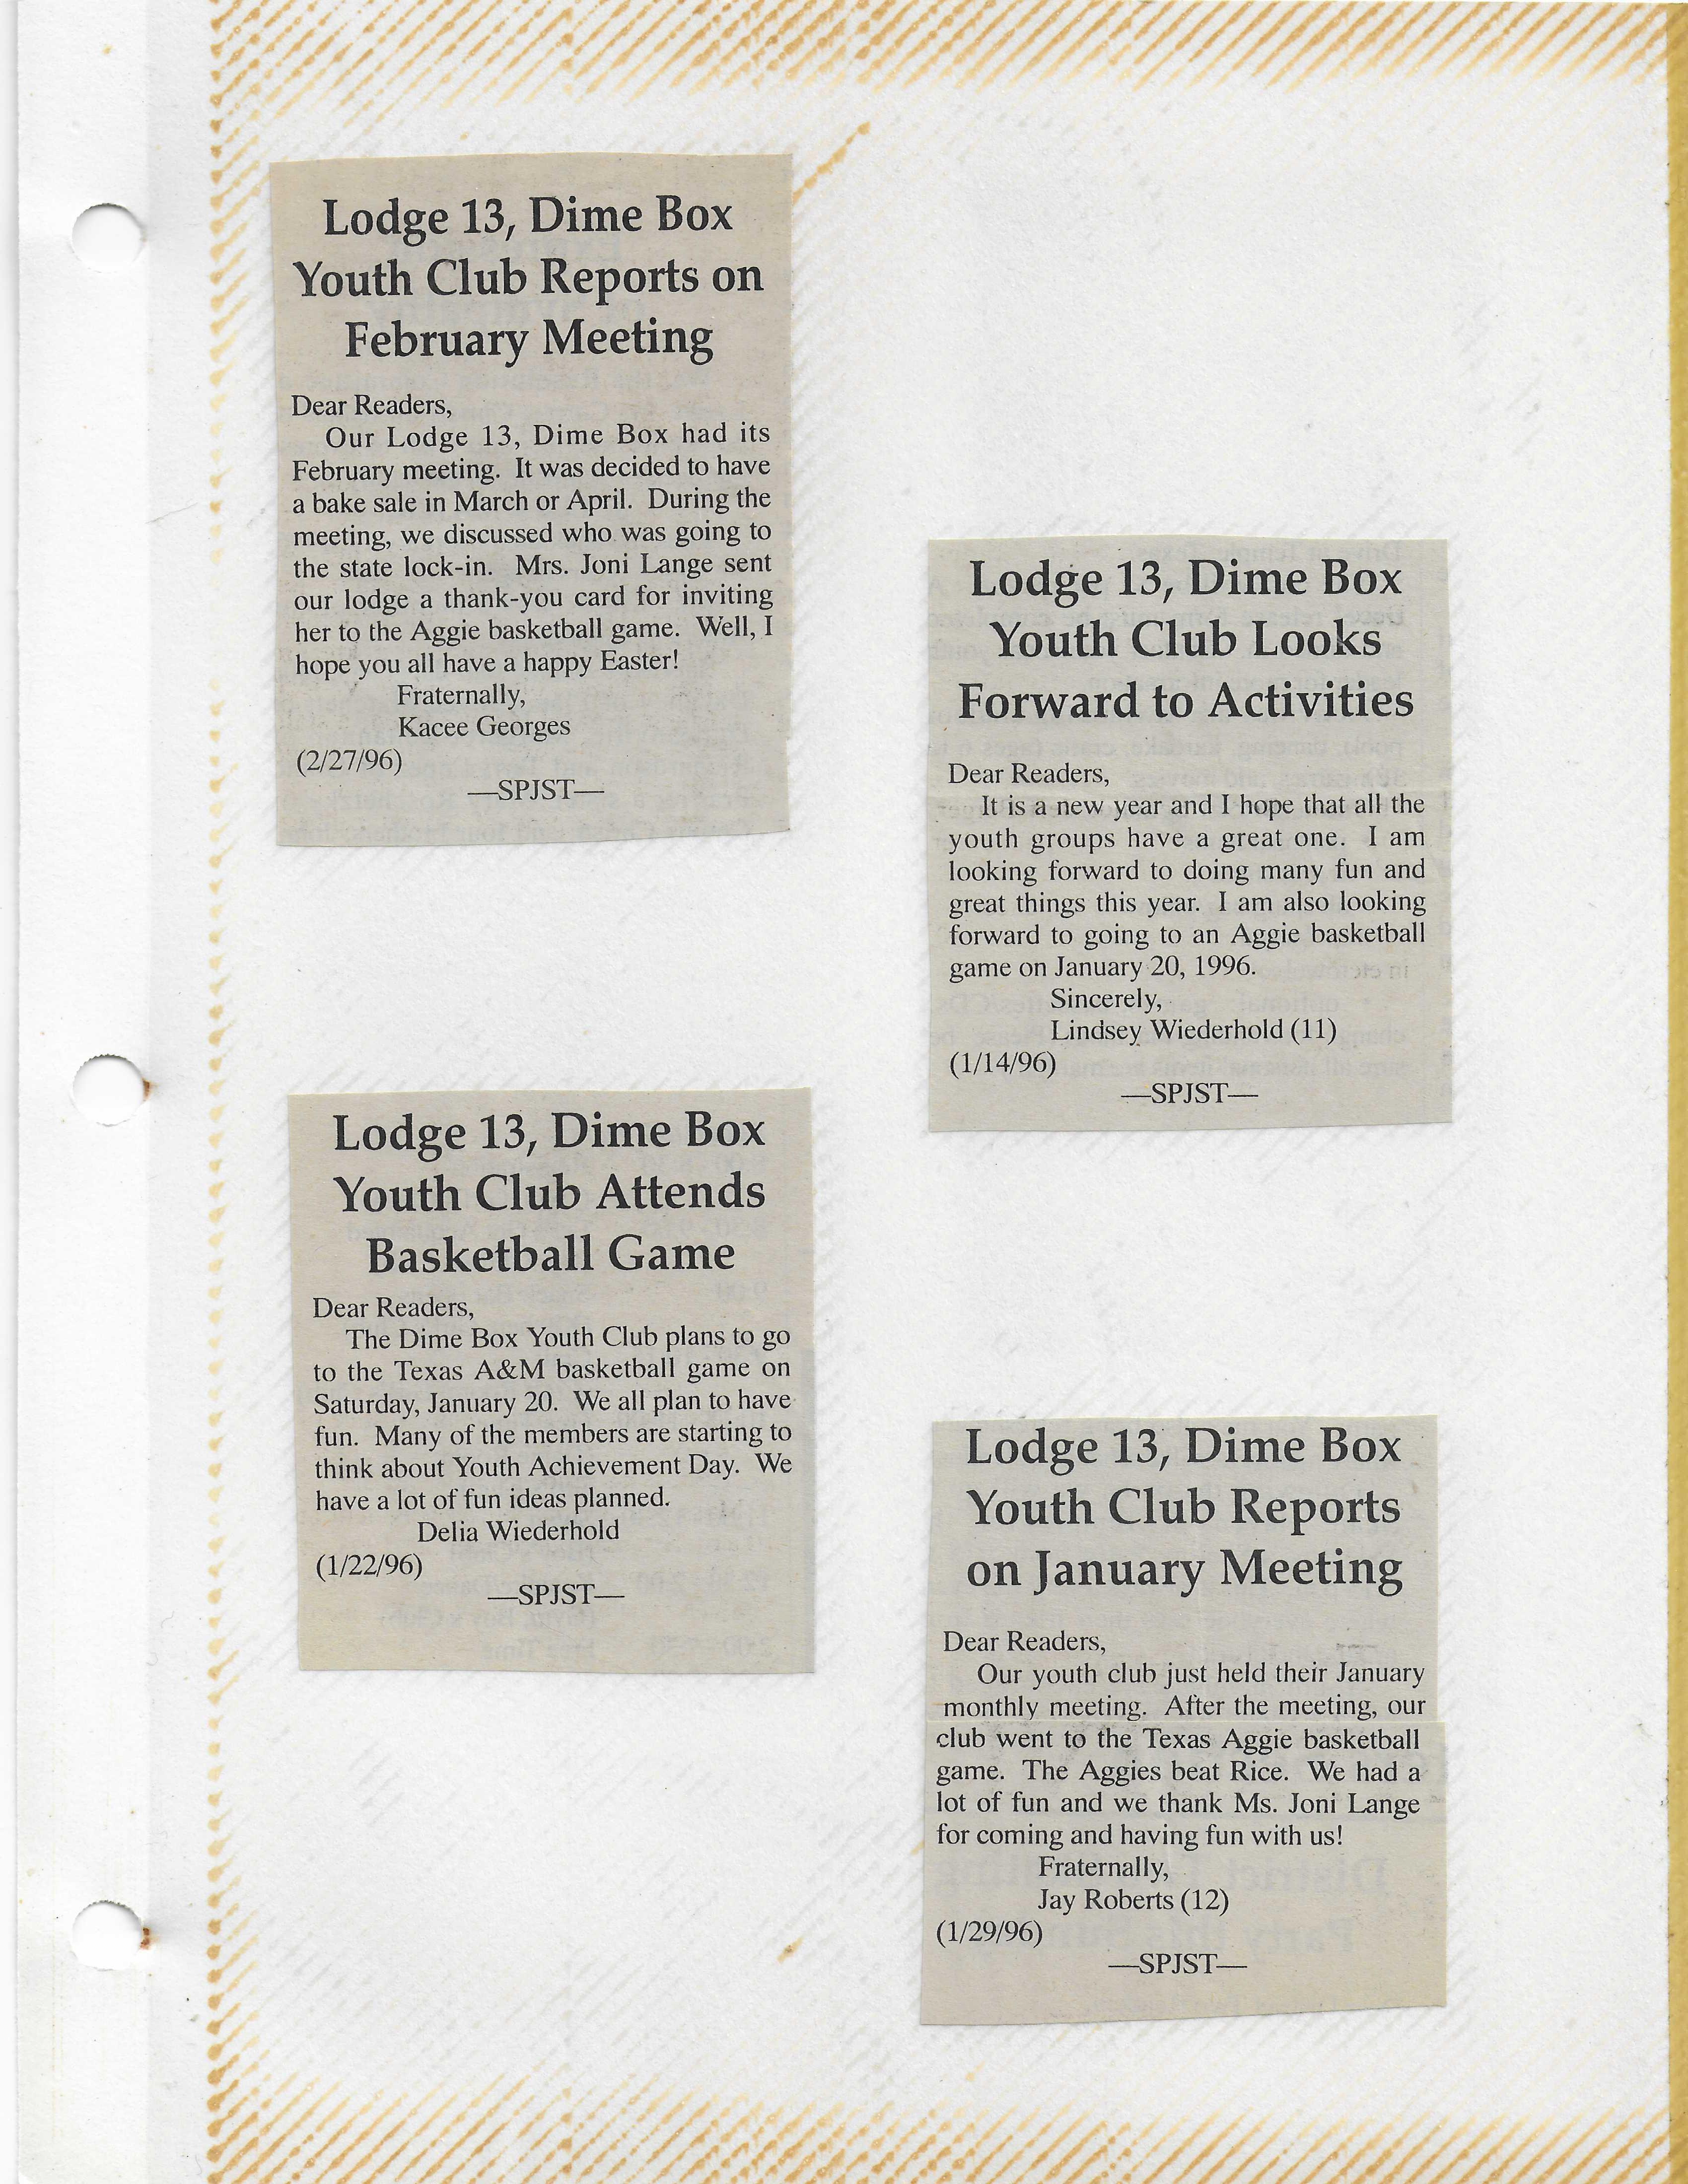 Lodge 13, Dime Box
Youth Club Reports on
February Meeting
Dear Readers,
Our Lodge 13, Dime Box had its
February meeting. It was decided to have
a bake sale in March or April. During the
meeting, we discussed who was going to
the state lock-in. Mrs. Joni Lange sent
our lodge a thank-you card for inviting
her to the Aggie basketball game. Well, I
hope you all have a happy Easter!
Fraternally,
Kacee Georges
(2/27/96)
—SPJST—
Lodge 13, Dime Box
Youth Club Attends
Basketball Game
Dear Readers,
The Dime Box Youth Club plans to go
to the Texas A&M basketball game on
Saturday, January 20. We all plan to have
fun. Many of the members are starting to
think about Youth Achievement Day. We
have a lot of fun ideas planned.
Delia Wiederhold
(1/22/96)
—SPJST—
Lodge 13, Dime Box
Youth Club Looks
Forward to Activities
Dear Readers,
It is a new year and I hope that all the
youth groups have a great one. I am
looking forward to doing many fun and
great things this year. I am also looking
forward to going to an Aggie basketball
game on January 20, 1996.
Sincerely,
Lindsey Wiederhold (11)
(1/14/96)
—SPJST—
Lodge 13, Dime Box
Youth Club Reports
on January Meeting
Dear Readers,
Our youth club just held their January
monthly meeting. After the meeting, our
club went to the Texas Aggie basketball
game. The Aggies beat Rice. We had a
lot of fun and we thank Ms. Joni Lange
for coming and having fun with us!
Fraternally,
Jay Roberts (12)
(1/29/96)
—SPJST—